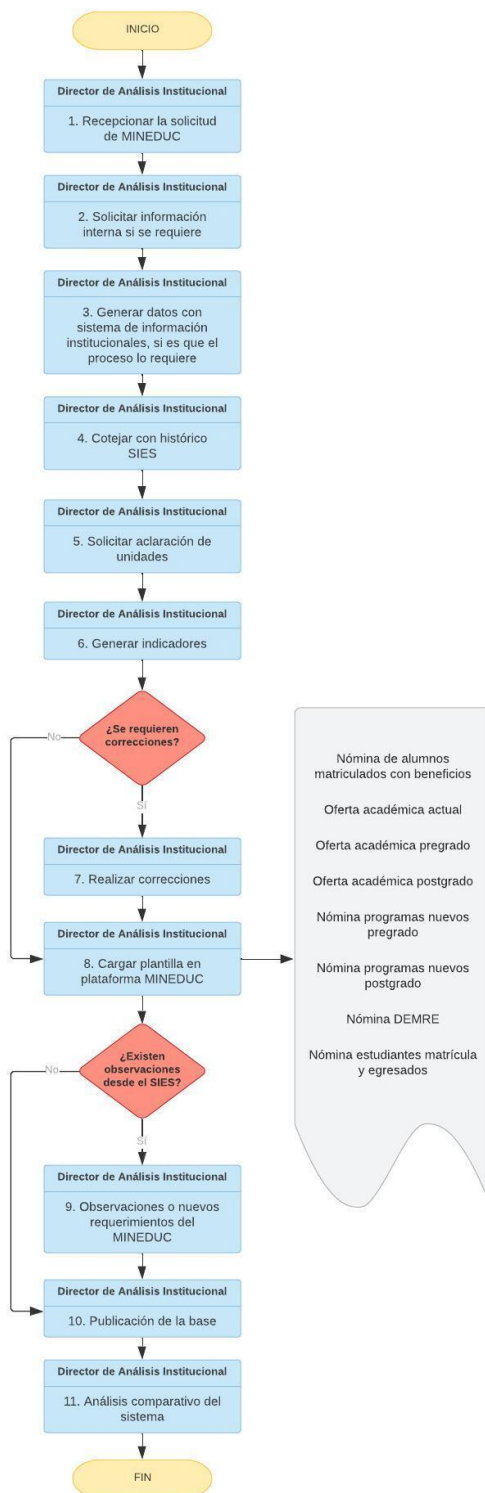 INICIO
Director de Análisis Institucional
1. Recepcionar la solicitud
de MINEDUC
Director de Análisis Institucional
2. Solicitar información
interna si se requiere
Director de Análisis Institucional
3. Generar datos con
sistema de información
institucionales, si es que el
proceso lo requiere
Director de Análisis Institucional
4. Cotejar con histórico
SIES
Director de Análisis Institucional
5. Solicitar aclaración de
unidades
Director de Análisis Institucional
6. Generar indicadores
¿Se requieren
correcciones?
No
Sí
Director de Análisis Institucional
7. Realizar correcciones
Director de Análisis Institucional
8. Cargar plantilla en
plataforma MINEDUC
Nómina de alumnos
matriculados con beneficios
Oferta académica actual
Oferta académica pregrado
Oferta académica postgrado
Nómina programas nuevos
pregrado
Nómina programas nuevos
postgrado
Nómina DEMRE
Nómina estudiantes matrícula
y egresados
¿Existen
observaciones
desde el SIES?
No
Sí
Director de Análisis Institucional
9. Observaciones o nuevos
requerimientos del
MINEDUC
Director de Análisis Institucional
10. Publicación de la base
Director de Análisis Institucional
11. Análisis comparativo del
sistema
FIN